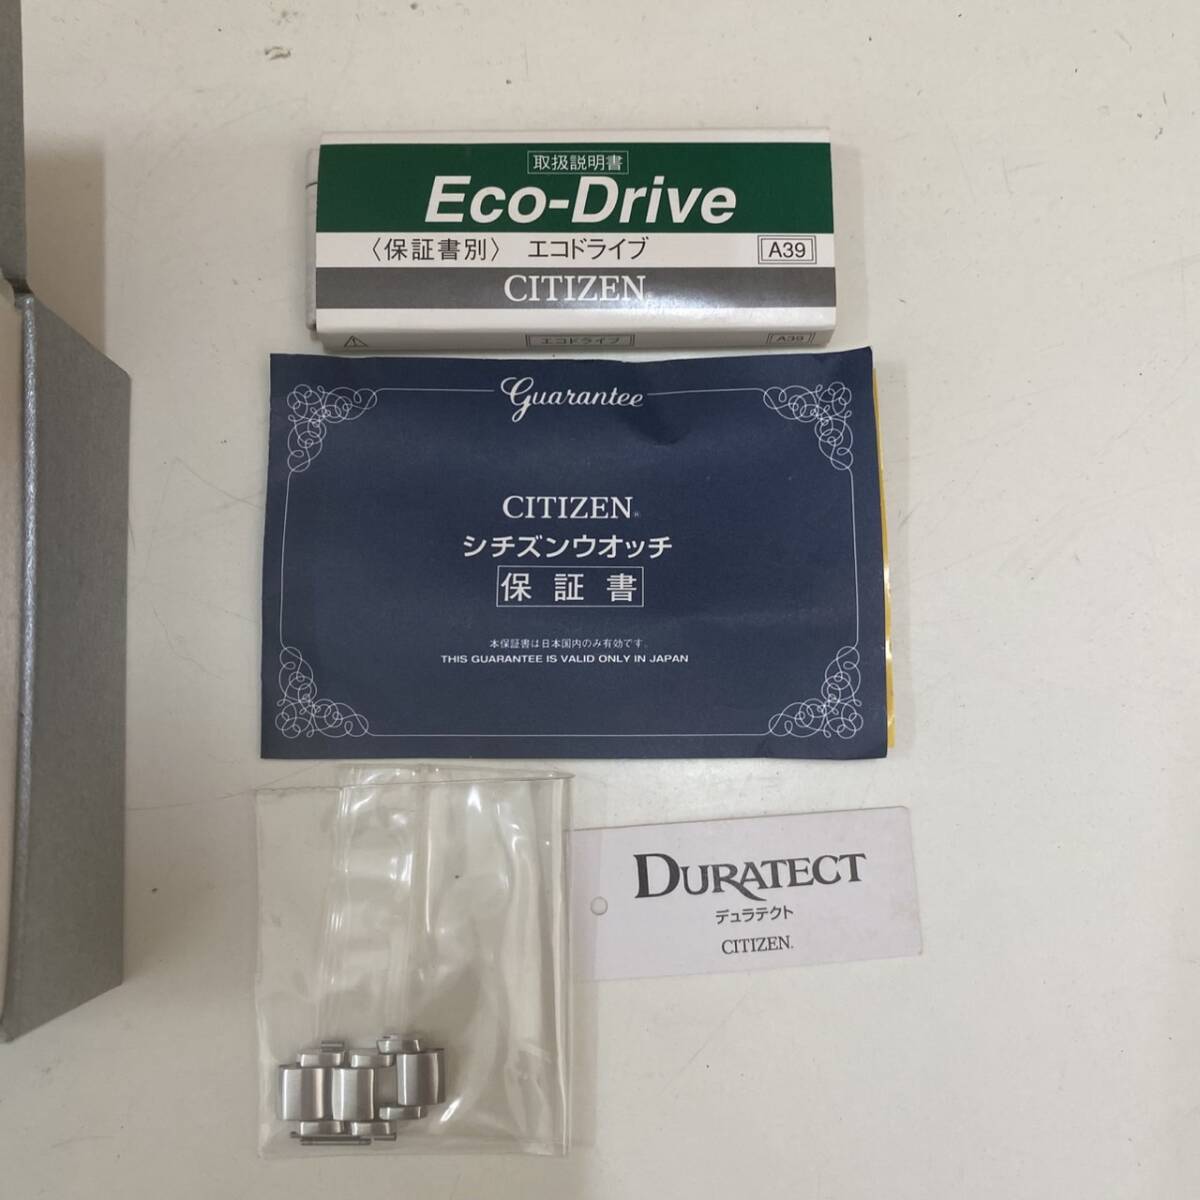 取扱説明書
Eco-Drive
〈保証書別〉 エコドライブ A39
CITIZEN
エコドライブ A39
Guarantee
CITIZEN®
シチズンウオッチ
保証書
本保証書は日本国内のみ有効です。
THIS GUARANTEE IS VALID ONLY IN JAPAN
DURATECT
デュラテクト
CITIZEN.